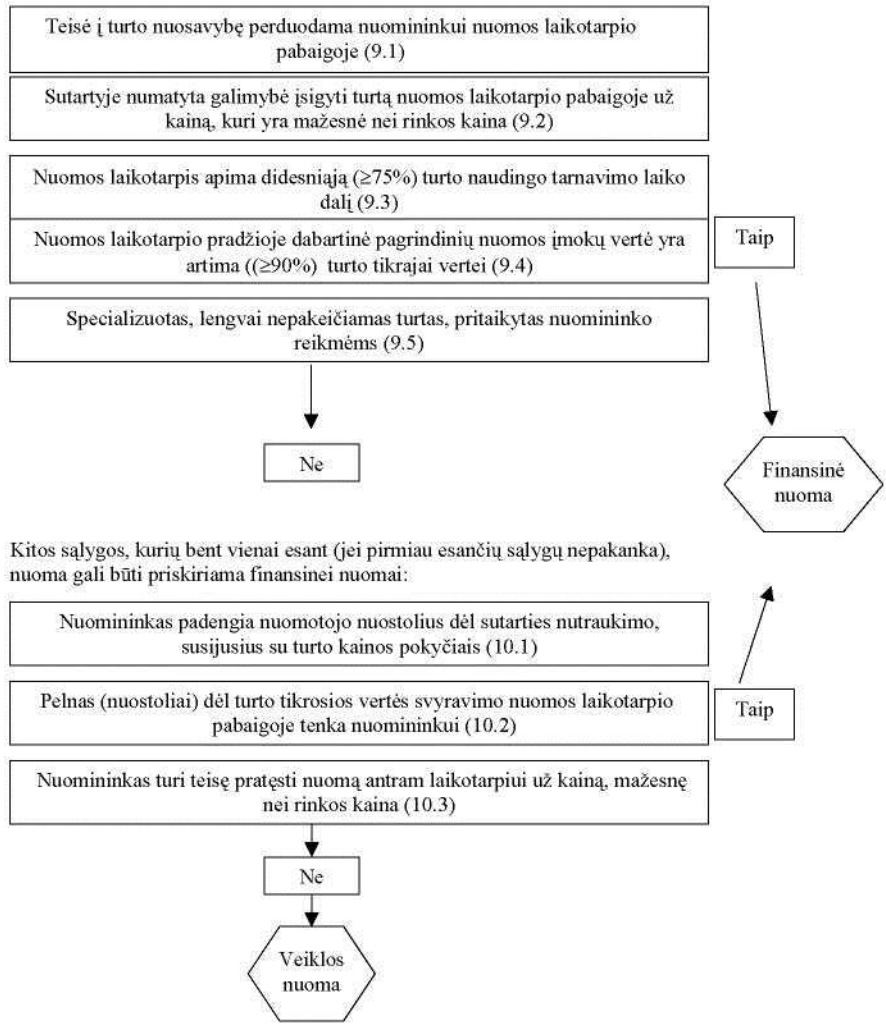 Teisė į turto nuosavybę perduodama nuomininkui nuomos laikotarpio
pabaigoje (9.1)
Sutartyje numatyta galimybė įsigyti turtą nuomos laikotarpio pabaigoje už
kainą, kuri yra mažesnė nei rinkos kaina (9.2)
Nuomos laikotarpis apima didesniąją (≥75%) turto naudingo tarnavimo laiko
dalį (9.3)
Nuomos laikotarpio pradžioje dabartinė pagrindinių nuomos įmokų vertė yra
artima ((≥90%) turto tikrajai vertei (9.4)
Taip
Specializuotas, lengvai nepakeičiamas turtas, pritaikytas nuomininko
reikmėms (9.5)
Ne
Finansinė
nuoma
Kitos sąlygos, kurių bent vienai esant (jei pirmiau esančių sąlygų nepakanka),
nuoma gali būti priskiriama finansinei nuomai:
Nuomininkas padengia nuomotojo nuostolius dėl sutarties nutraukimo,
susijusius su turto kainos pokyčiais (10.1)
Pelnas (nuostoliai) dėl turto tikrosios vertės svyravimo nuomos laikotarpio
pabaigoje tenka nuomininkui (10.2)
Taip
Nuomininkas turi teisę pratęsti nuomą antram laikotarpiui už kainą, mažesnę
nei rinkos kaina (10.3)
Ne
Veiklos
nuoma